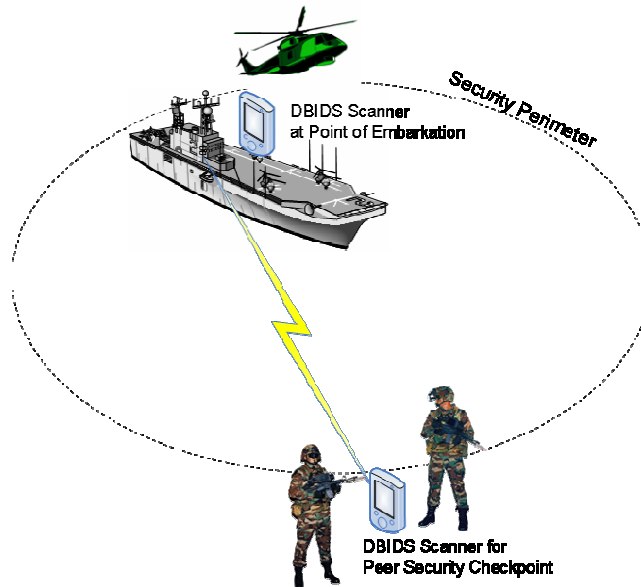 Security Perimeter
DBIDS Scanner
at Point of Embarkation
DBIDS Scanner for
Peer Security Checkpoint